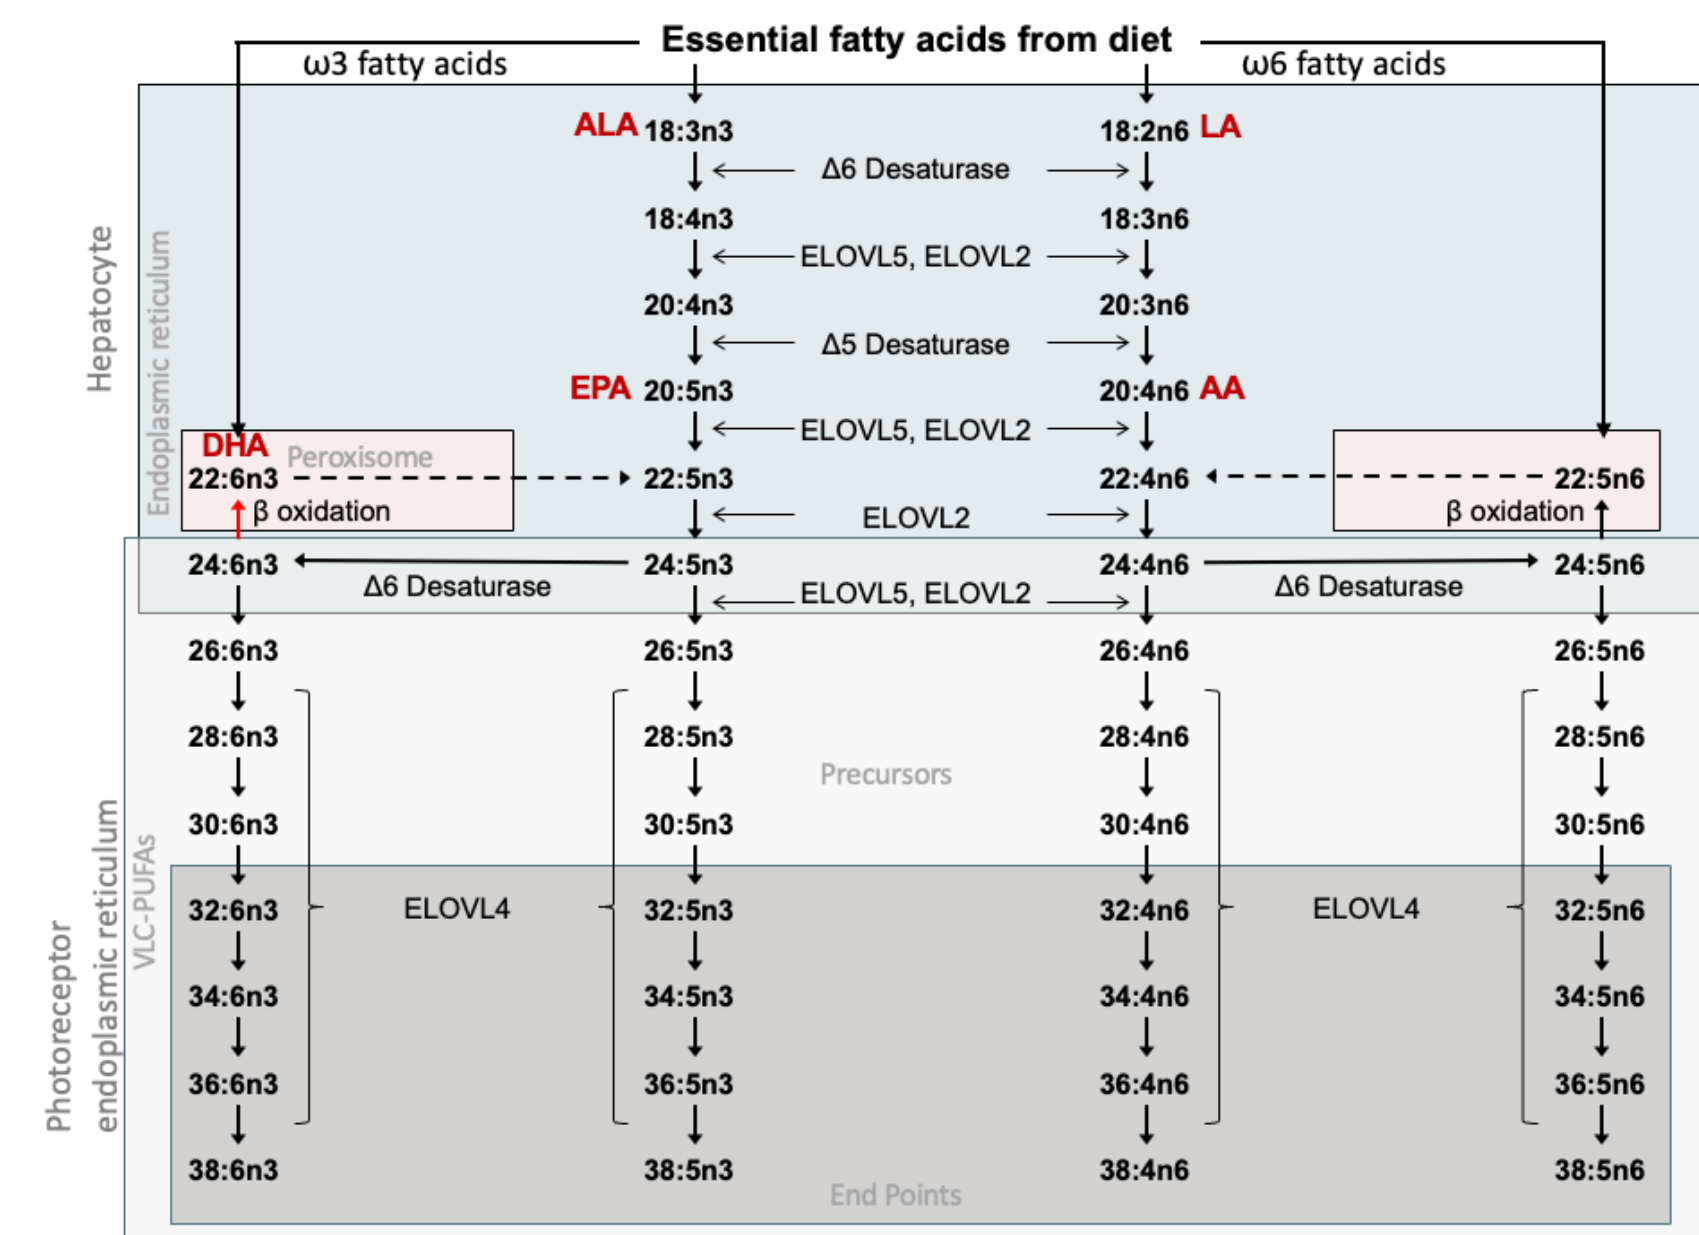 Essential fatty acids from diet
ω3 fatty acids
ω6 fatty acids
ALA 18:3n3
18:2n6 LA
Δ6 Desaturase
18:4n3
18:3n6
ELOVL5, ELOVL2
20:4n3
20:3n6
Δ5 Desaturase
EPA 20:5n3
20:4n6 AA
ELOVL5, ELOVL2
DHA
Peroxisome
22:6n3
22:5n3
22:4n6
22:5n6
β oxidation
ELOVL2
β oxidation
24:6n3
24:5n3
24:4n6
24:5n6
Δ6 Desaturase
ELOVL5, ELOVL2
Δ6 Desaturase
26:6n3
26:5n3
26:4n6
26:5n6
28:6n3
28:5n3
28:4n6
28:5n6
Precursors
30:6n3
30:5n3
30:4n6
30:5n6
32:6n3
ELOVL4
32:5n3
32:4n6
ELOVL4
32:5n6
34:6n3
34:5n3
34:4n6
34:5n6
36:6n3
36:5n3
36:4n6
36:5n6
38:6n3
38:5n3
38:4n6
38:5n6
End Points
Hepatocyte
Endoplasmic reticulum
Photoreceptor
endoplasmic reticulum
VLC-PUFAs